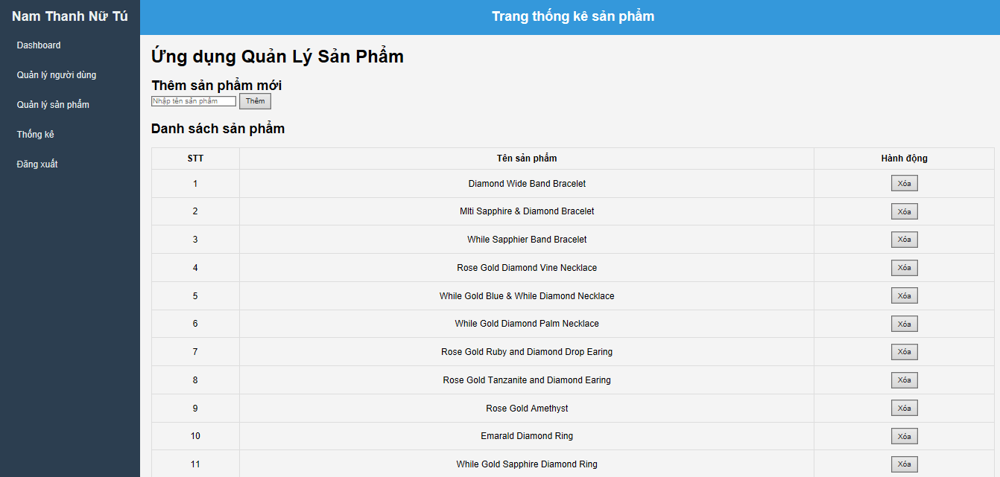 Nam Thanh Nữ Tú
Dashboard
Quản lý người dùng
Quản lý sản phẩm
Thống kê
Đăng xuất
Trang thống kê sản phẩm
Ứng dụng Quản Lý Sản Phẩm
Thêm sản phẩm mới
Nhập tên sản phẩm Thêm
Danh sách sản phẩm
STT Tên sản phẩm Hành động
1 Diamond Wide Band Bracelet Xóa
2 Mlti Sapphire & Diamond Bracelet Xóa
3 While Sapphier Band Bracelet Xóa
4 Rose Gold Diamond Vine Necklace Xóa
5 While Gold Blue & While Diamond Necklace Xóa
6 While Gold Diamond Palm Necklace Xóa
7 Rose Gold Ruby and Diamond Drop Earing Xóa
8 Rose Gold Tanzanite and Diamond Earing Xóa
9 Rose Gold Amethyst Xóa
10 Emarald Diamond Ring Xóa
11 While Gold Sapphire Diamond Ring Xóa